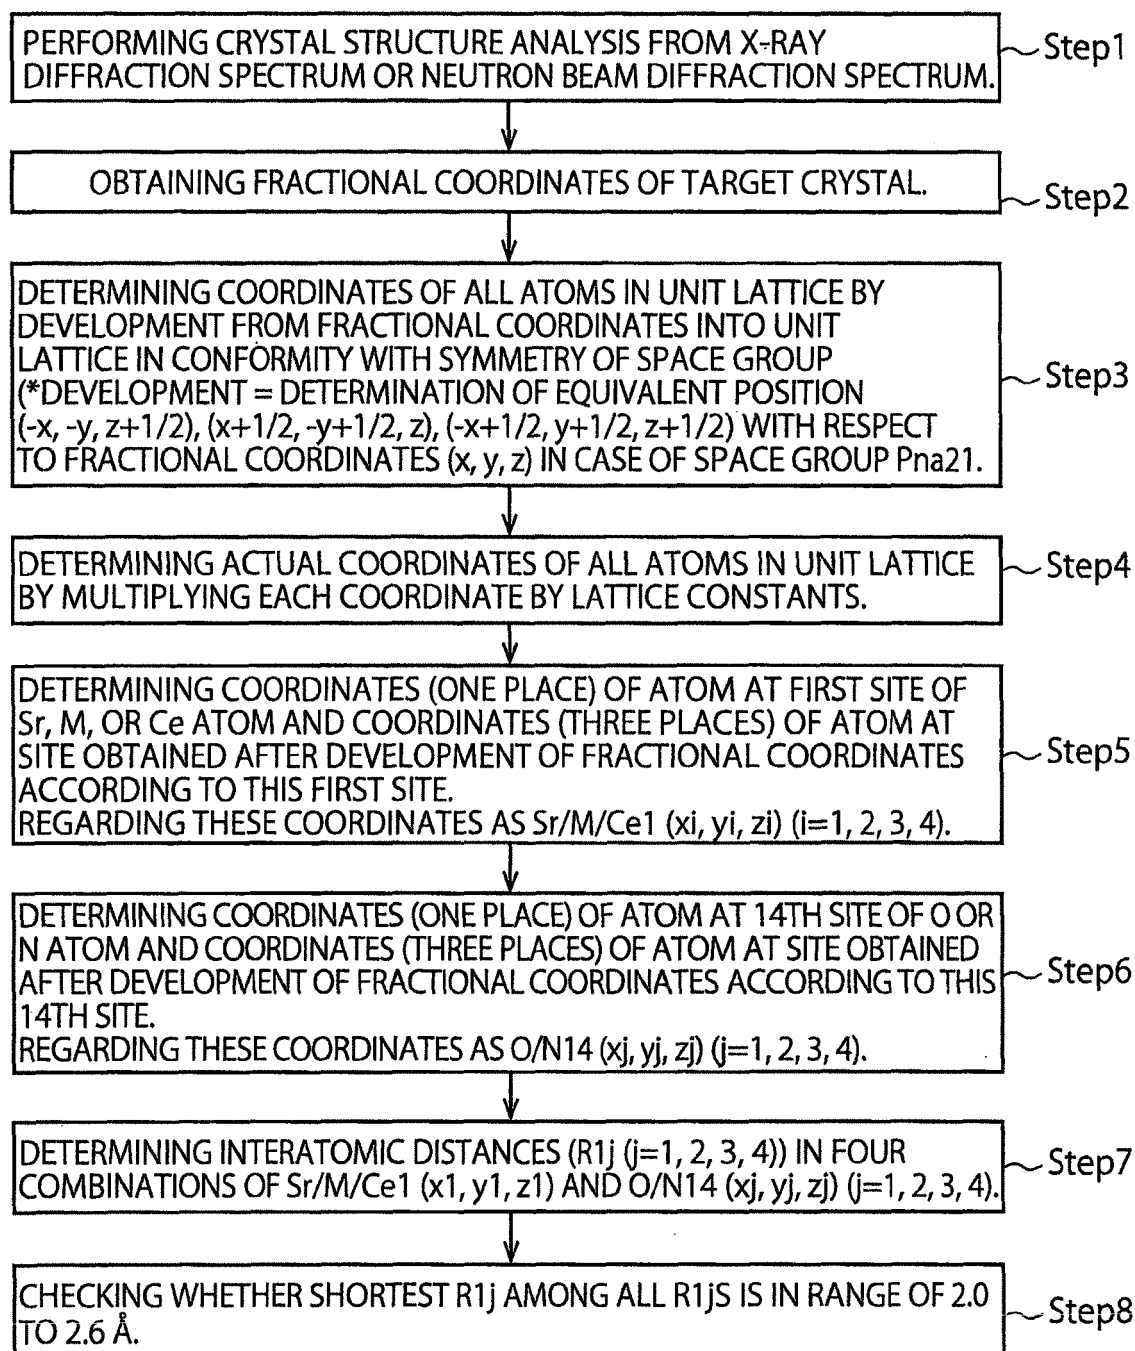 PERFORMING CRYSTAL STRUCTURE ANALYSIS FROM X-RAY
DIFFRACTION SPECTRUM OR NEUTRON BEAM DIFFRACTION SPECTRUM.
Step1
OBTAINING FRACTIONAL COORDINATES OF TARGET CRYSTAL.
Step2
DETERMINING COORDINATES OF ALL ATOMS IN UNIT LATTICE BY
DEVELOPMENT FROM FRACTIONAL COORDINATES INTO UNIT
LATTICE IN CONFORMITY WITH SYMMETRY OF SPACE GROUP
(*DEVELOPMENT = DETERMINATION OF EQUIVALENT POSITION
(-x, -y, z+1/2), (x+1/2, -y+1/2, z), (-x+1/2, y+1/2, z+1/2) WITH RESPECT
TO FRACTIONAL COORDINATES (x, y, z) IN CASE OF SPACE GROUP Pna21.
Step3
DETERMINING ACTUAL COORDINATES OF ALL ATOMS IN UNIT LATTICE
BY MULTIPLYING EACH COORDINATE BY LATTICE CONSTANTS.
Step4
DETERMINING COORDINATES (ONE PLACE) OF ATOM AT FIRST SITE OF
Sr, M, OR Ce ATOM AND COORDINATES (THREE PLACES) OF ATOM AT
SITE OBTAINED AFTER DEVELOPMENT OF FRACTIONAL COORDINATES
ACCORDING TO THIS FIRST SITE.
REGARDING THESE COORDINATES AS Sr/M/Ce1 (xi, yi, zi) (i=1, 2, 3, 4).
Step5
DETERMINING COORDINATES (ONE PLACE) OF ATOM AT 14TH SITE OF O OR
N ATOM AND COORDINATES (THREE PLACES) OF ATOM AT SITE OBTAINED
AFTER DEVELOPMENT OF FRACTIONAL COORDINATES ACCORDING TO THIS
14TH SITE.
REGARDING THESE COORDINATES AS O/N14 (xj, yj, zj) (j=1, 2, 3, 4).
Step6
DETERMINING INTERATOMIC DISTANCES (R1j (j=1, 2, 3, 4)) IN FOUR
COMBINATIONS OF Sr/M/Ce1 (x1, y1, z1) AND O/N14 (xj, yj, zj) (j=1, 2, 3, 4).
Step7
CHECKING WHETHER SHORTEST R1j AMONG ALL R1jS IS IN RANGE OF 2.0
TO 2.6 Å.
Step8